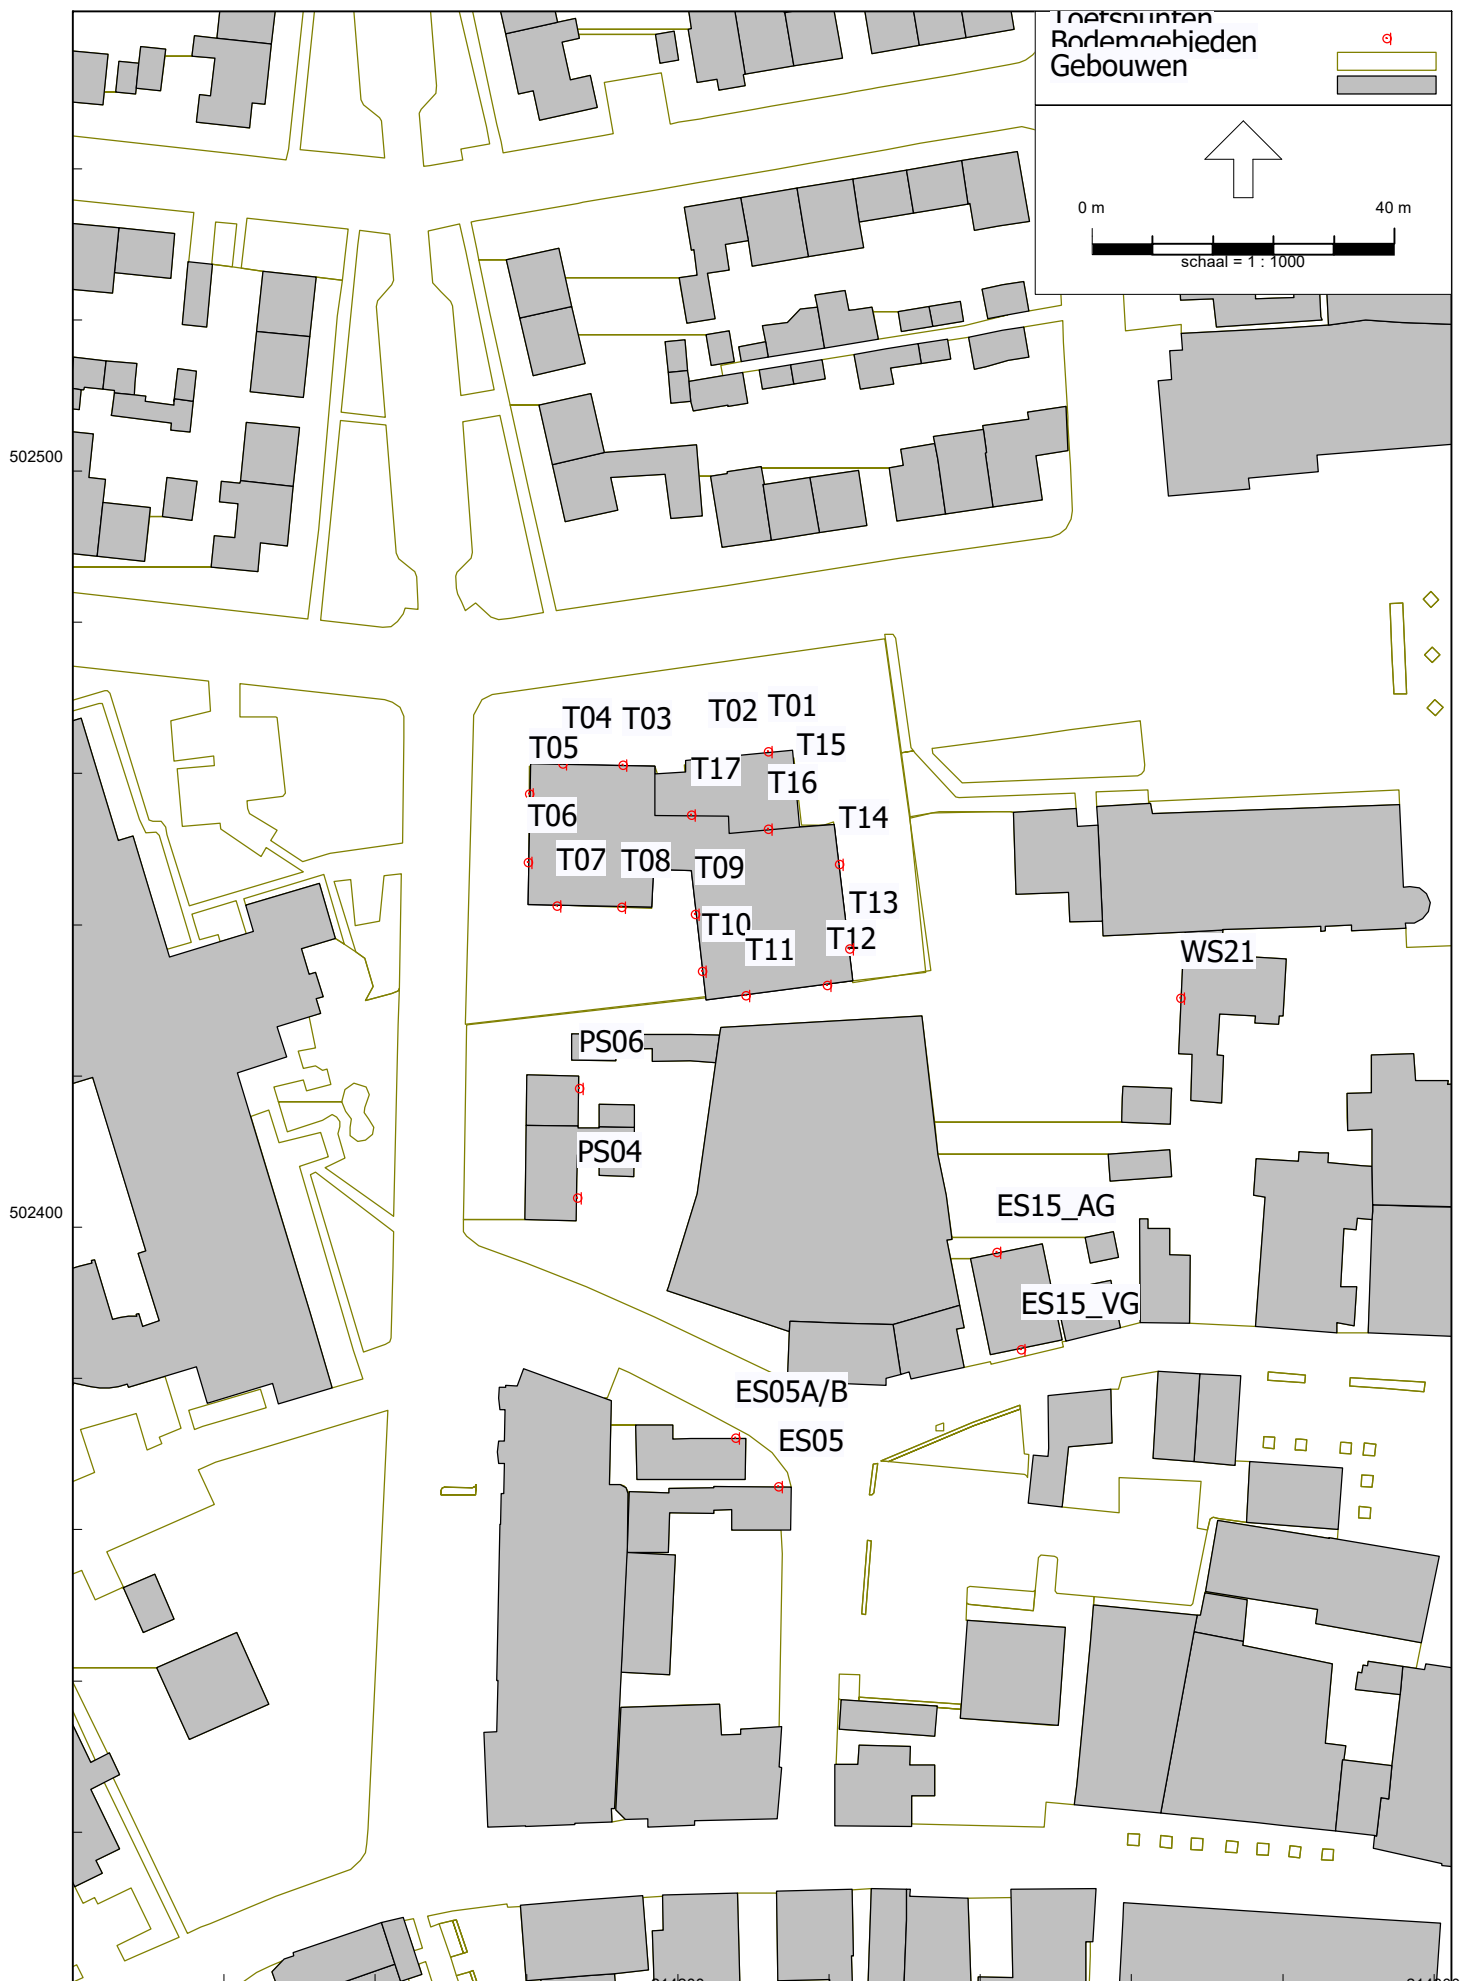 Toetspunten
Bodemgebieden
Gebouwen
0 m
40 m
schaal = 1 : 1000
502500
T04
T03
T02
T01
T05
T15
T17
T16
T06
T14
T07
T08
T09
T13
T10
T12
T11
WS21
PS06
PS04
502400
ES15_AG
ES15_VG
ES05A/B
ES05